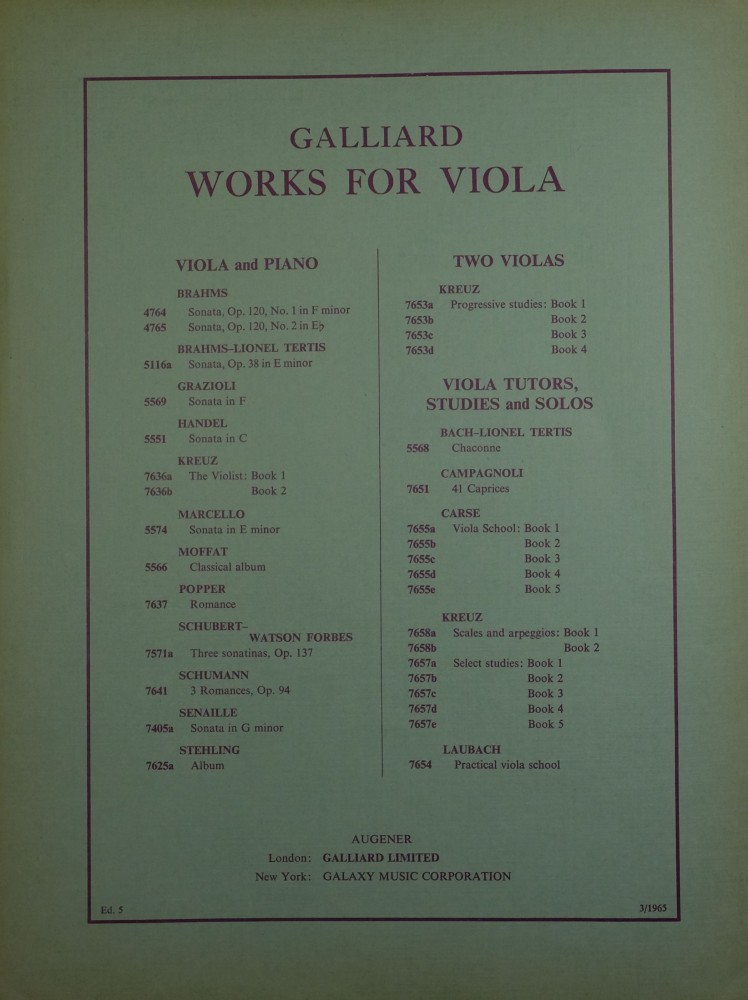 GALLIARD
WORKS FOR VIOLA
VIOLA and PIANO
BRAHMS
4764 Sonata, Op. 120, No. 1 in F minor
4765 Sonata, Op. 120, No. 2 in E♭
BRAHMS–LIONEL TERTIS
5116a Sonata, Op. 38 in E minor
GRAZIOLI
5569 Sonata in F
HANDEL
5551 Sonata in C
KREUZ
7636a The Violist: Book 1
7636b Book 2
MARCELLO
5574 Sonata in E minor
MOFFAT
5566 Classical album
POPPER
7637 Romance
SCHUBERT–
WATSON FORBES
7571a Three sonatinas, Op. 137
SCHUMANN
7641 3 Romances, Op. 94
SENAILLE
7405a Sonata in G minor
STEHLING
7625a Album
TWO VIOLAS
KREUZ
7653a Progressive studies: Book 1
7653b Book 2
7653c Book 3
7653d Book 4
VIOLA TUTORS,
STUDIES and SOLOS
BACH–LIONEL TERTIS
5568 Chaconne
CAMPAGNOLI
7651 41 Caprices
CARSE
7655a Viola School: Book 1
7655b Book 2
7655c Book 3
7655d Book 4
7655e Book 5
KREUZ
7658a Scales and arpeggios: Book 1
7658b Book 2
7657a Select studies: Book 1
7657b Book 2
7657c Book 3
7657d Book 4
7657e Book 5
LAUBACH
7654 Practical viola school
AUGENER
London: GALLIARD LIMITED
New York: GALAXY MUSIC CORPORATION
Ed. 5
3/1965